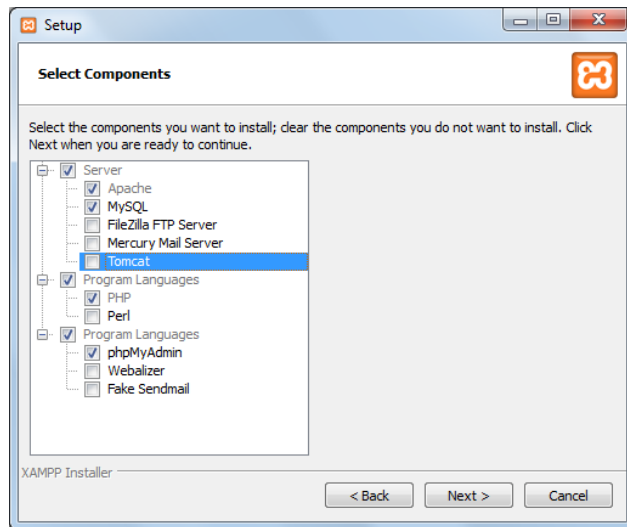 Setup
Select Components
Select the components you want to install; clear the components you do not want to install. Click
Next when you are ready to continue.
Server
Apache
MySQL
FileZilla FTP Server
Mercury Mail Server
Tomcat
Program Languages
PHP
Perl
Program Languages
phpMyAdmin
Webalizer
Fake Sendmail
XAMPP Installer
< Back Next > Cancel